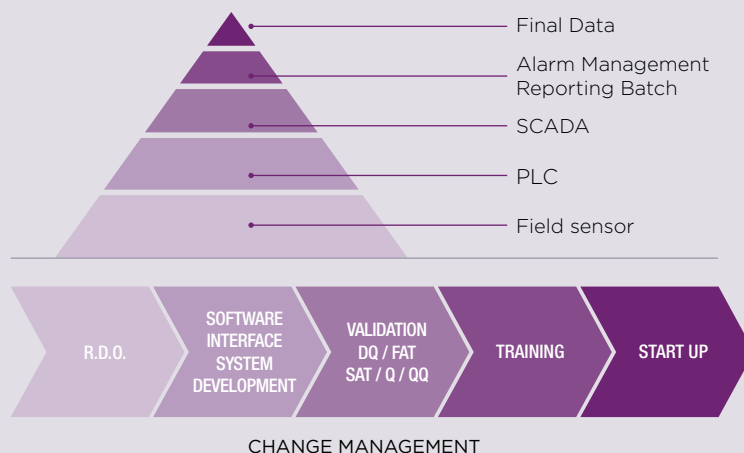 Final Data
Alarm Management
Reporting Batch
SCADA
PLC
Field sensor
R.D.O.
SOFTWARE
INTERFACE
SYSTEM
DEVELOPMENT
VALIDATION
DQ / FAT
SAT / Q / QQ
TRAINING
START UP
CHANGE MANAGEMENT